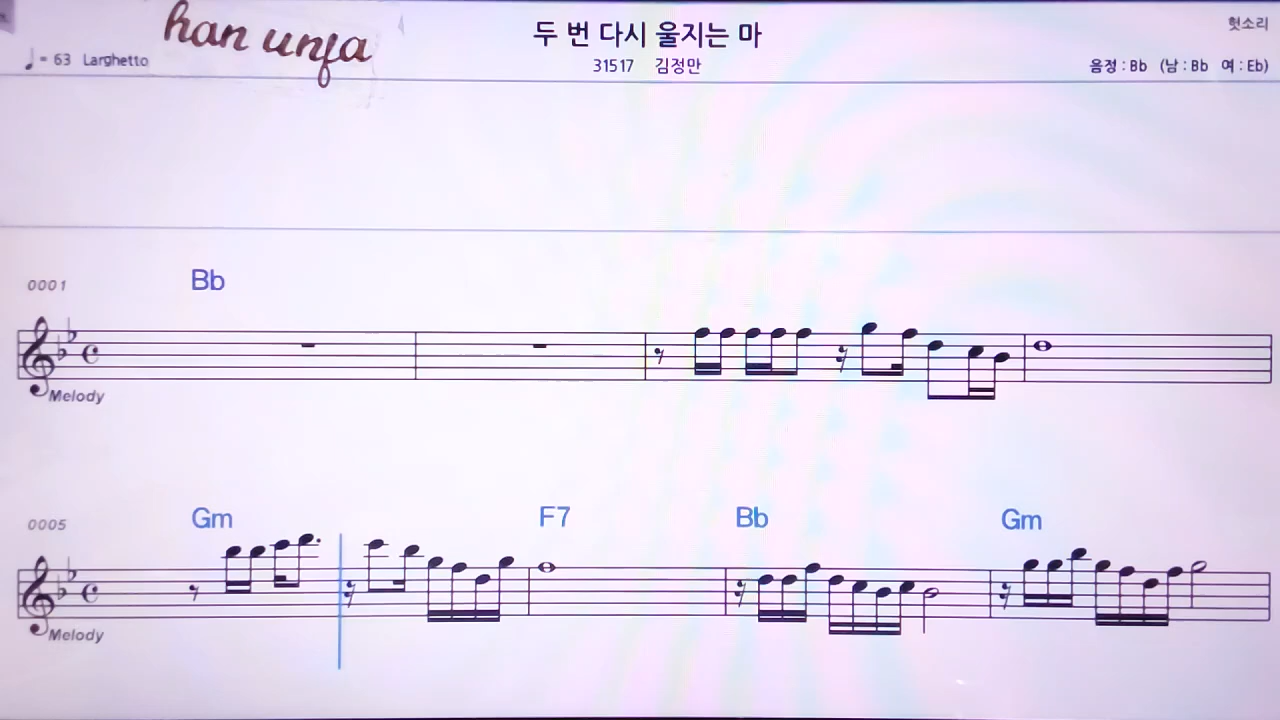 han unja
두 번 다시 울지는 마
헛소리
♩= 63 Larghetto
31517 김정만
음정 : Bb (남 : Bb 여 : Eb)
0001 Bb
Melody
0005 Gm F7 Bb Gm
Melody